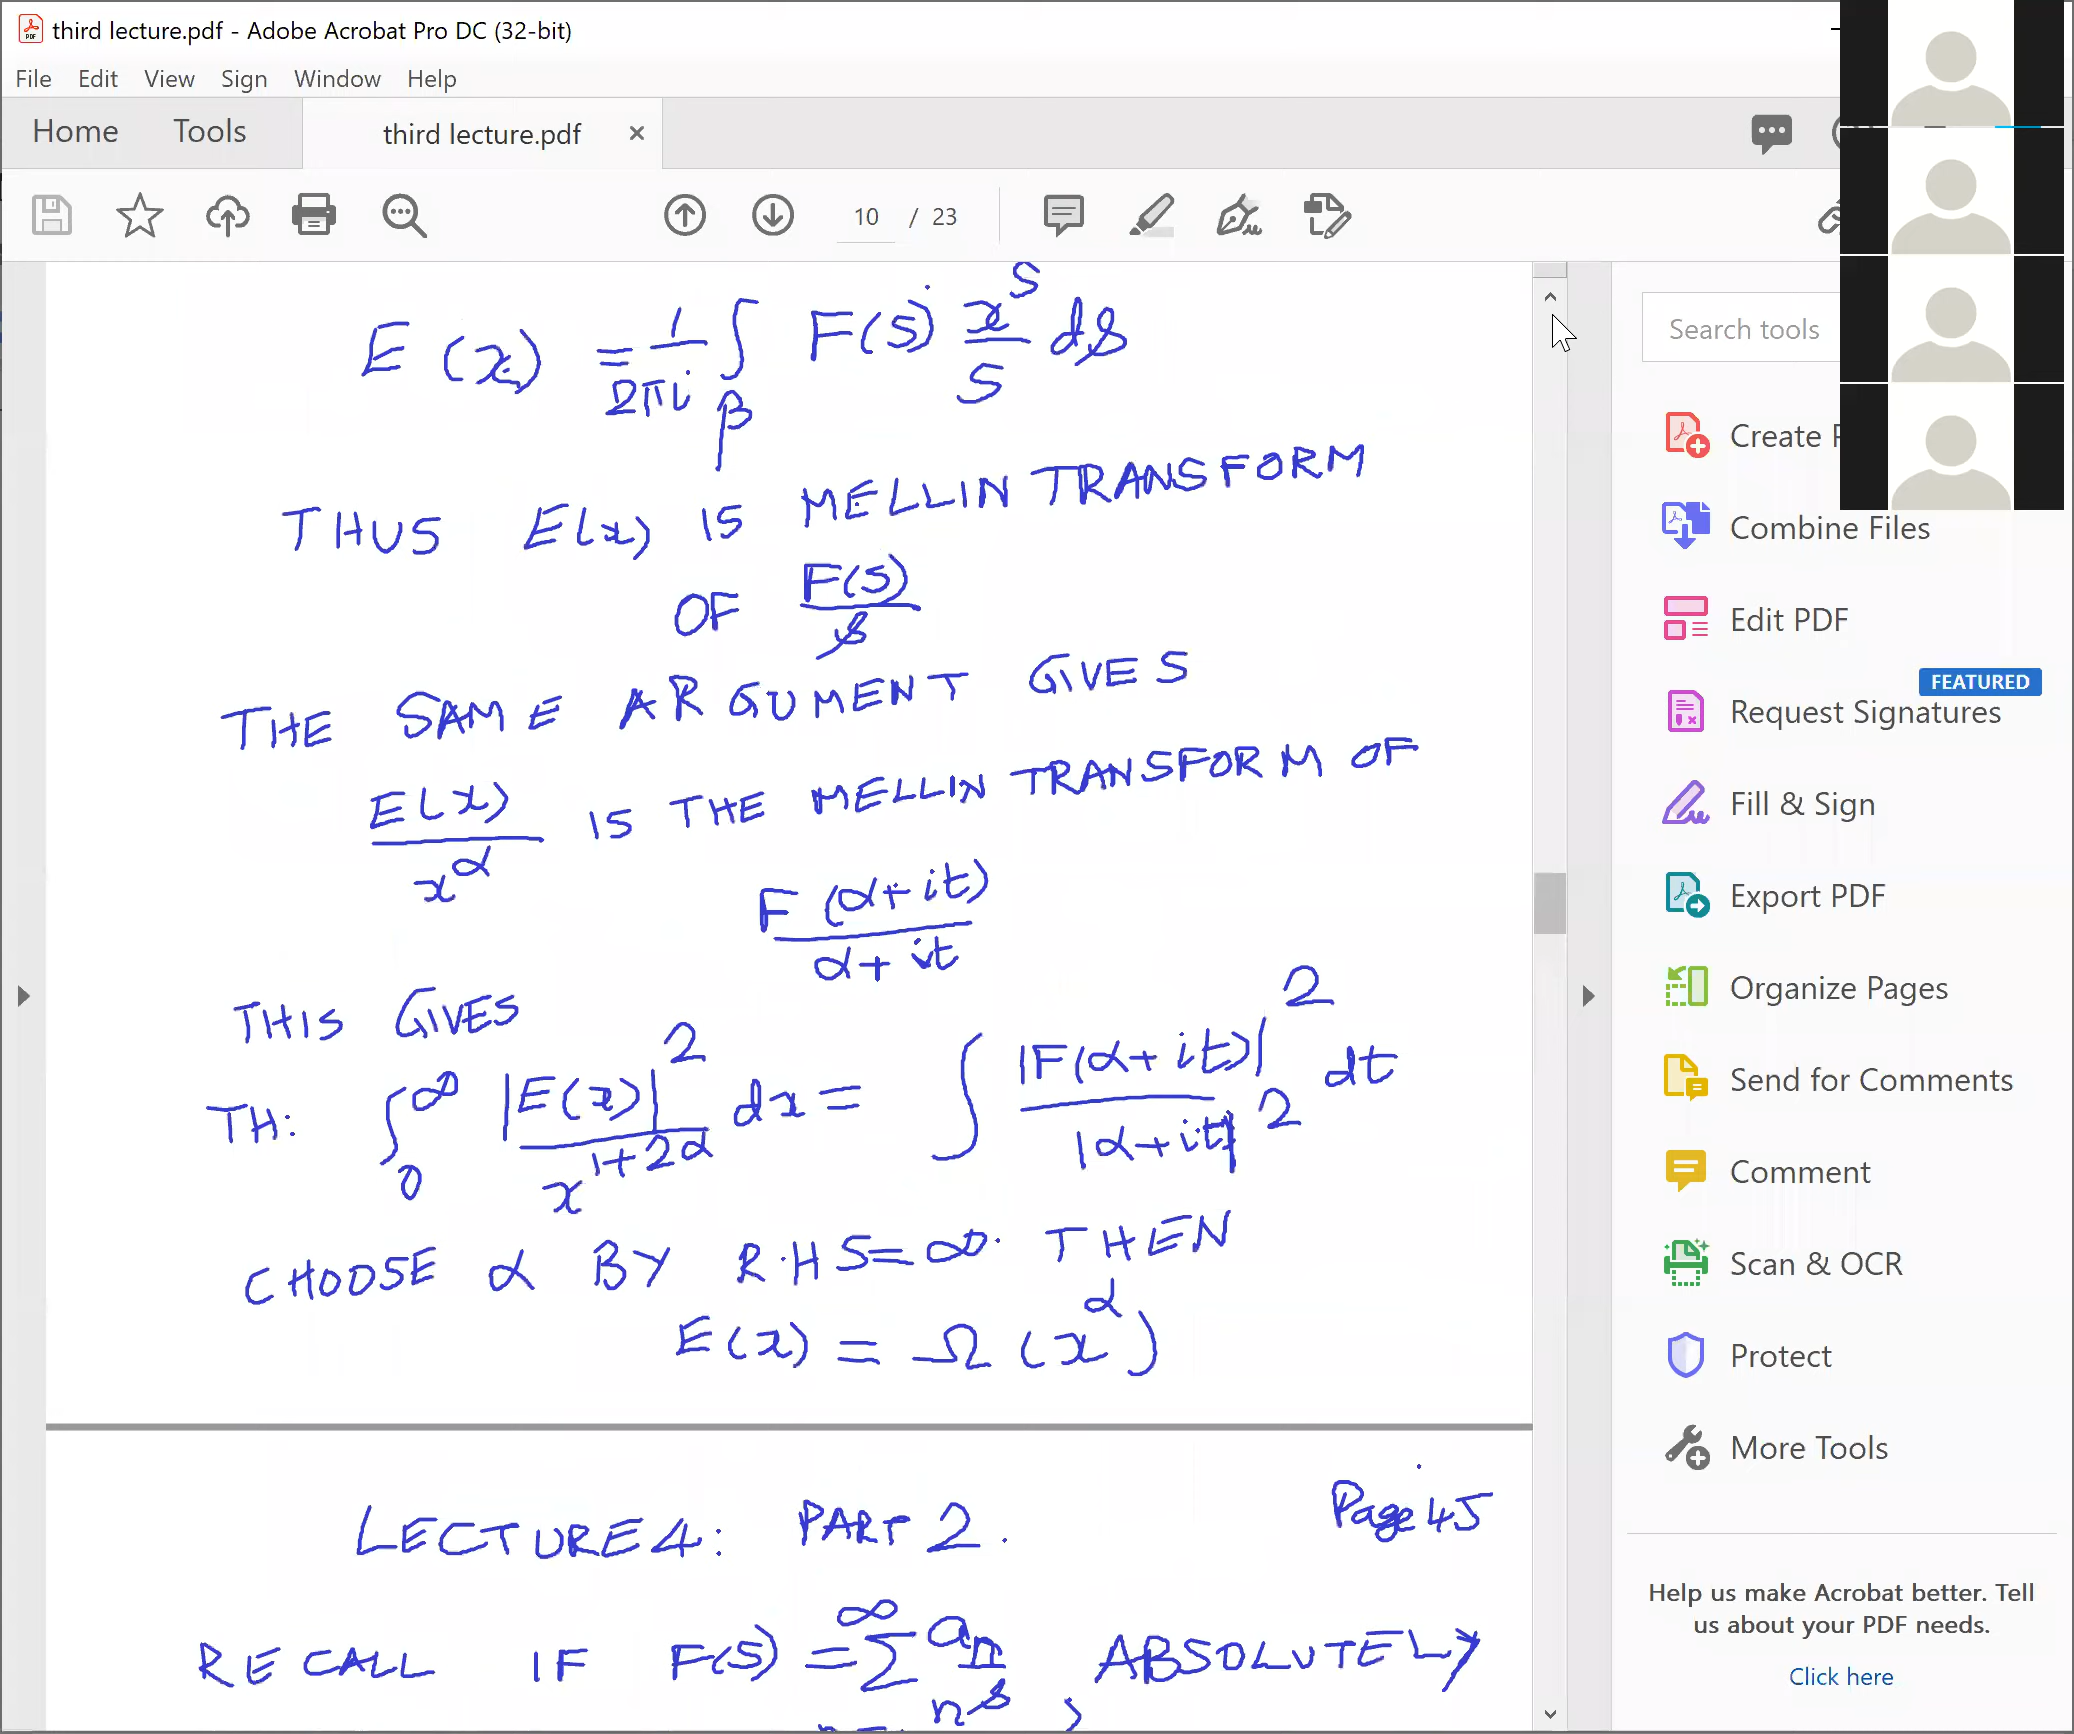 third lecture.pdf - Adobe Acrobat Pro DC (32-bit)
File Edit View Sign Window Help
Home Tools third lecture.pdf ×
10 / 23
E(x) = 1/2πi ∫_β F(s) x^s/s ds
THUS E(x) IS MELLIN TRANSFORM
OF F(s)/s
THE SAME ARGUMENT GIVES
E(x)/x^α IS THE MELLIN TRANSFORM OF
F(α+it)/α+it
THIS GIVES
TH: ∫_0^∞ |E(x)|^2/x^{1+2α} dx = ∫ |F(α+it)|^2/|α+it|^2 dt
CHOOSE α BY R.H.S=∞. THEN
E(x) = Ω(x^α)
LECTURE 4: PART 2. Page 45
RECALL IF F(s) = ∑^∞ a_n/n^s, ABSOLUTELY
Search tools
Create
Combine Files
Edit PDF
FEATURED
Request Signatures
Fill & Sign
Export PDF
Organize Pages
Send for Comments
Comment
Scan & OCR
Protect
More Tools
Help us make Acrobat better. Tell
us about your PDF needs.
Click here